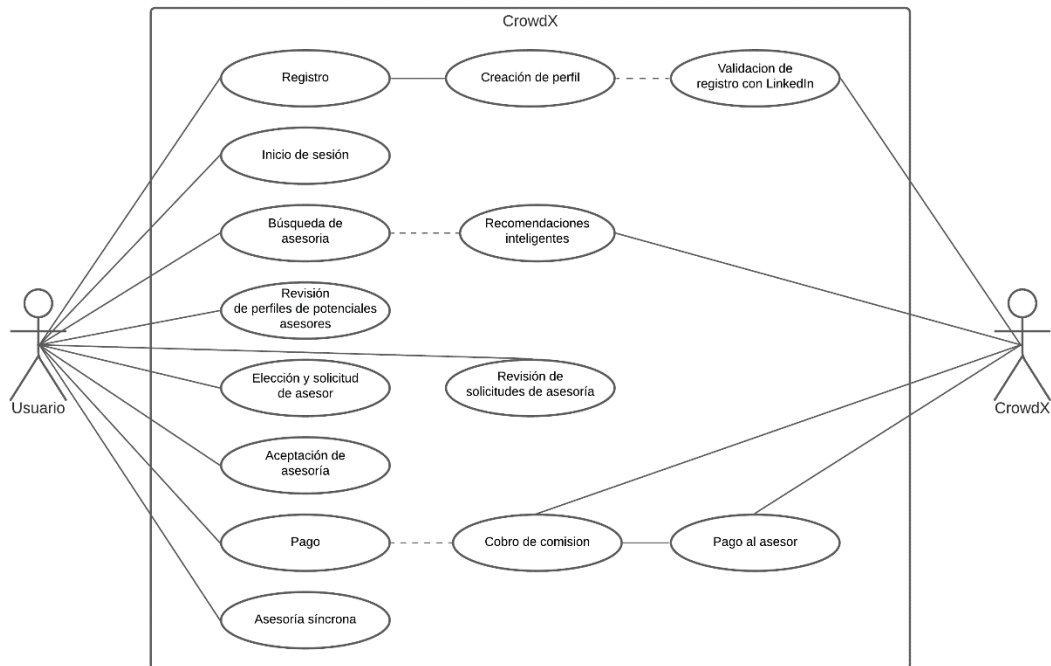 CrowdX
Registro
Creación de perfil
Validacion de
registro con LinkedIn
Inicio de sesión
Búsqueda de
asesoria
Recomendaciones
inteligentes
Revisión
de perfiles de potenciales
asesores
Elección y solicitud
de asesor
Revisión de
solicitudes de asesoría
Usuario
CrowdX
Aceptación de
asesoría
Pago
Cobro de comision
Pago al asesor
Asesoría síncrona